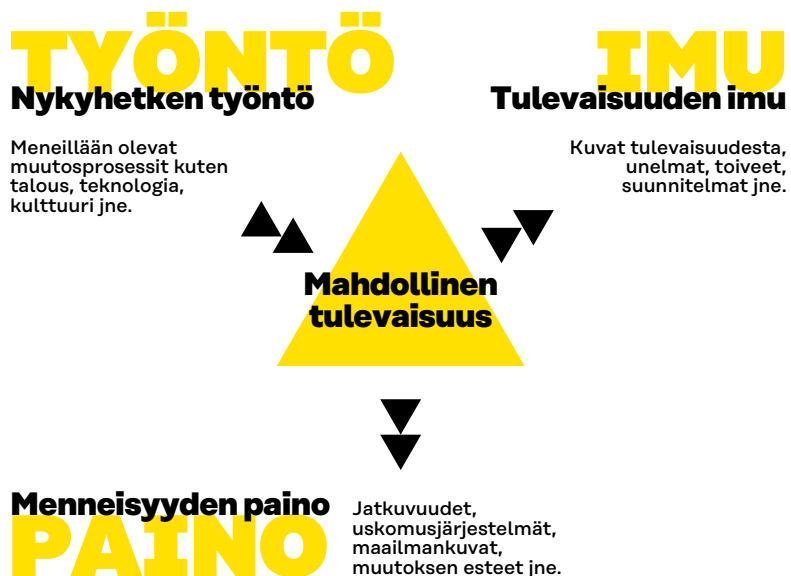 TYÖNTÖ
Nykyhetken työntö
Meneillään olevat
muutosprosessit kuten
talous, teknologia,
kulttuuri jne.
IMU
Tulevaisuuden imu
Kuvat tulevaisuudesta,
unelmat, toiveet,
suunnitelmat jne.
Mahdollinen
tulevaisuus
Menneisyyden paino
PAINO
Jatkuvuudet,
uskomusjärjestelmät,
maailmankuvat,
muutoksen esteet jne.